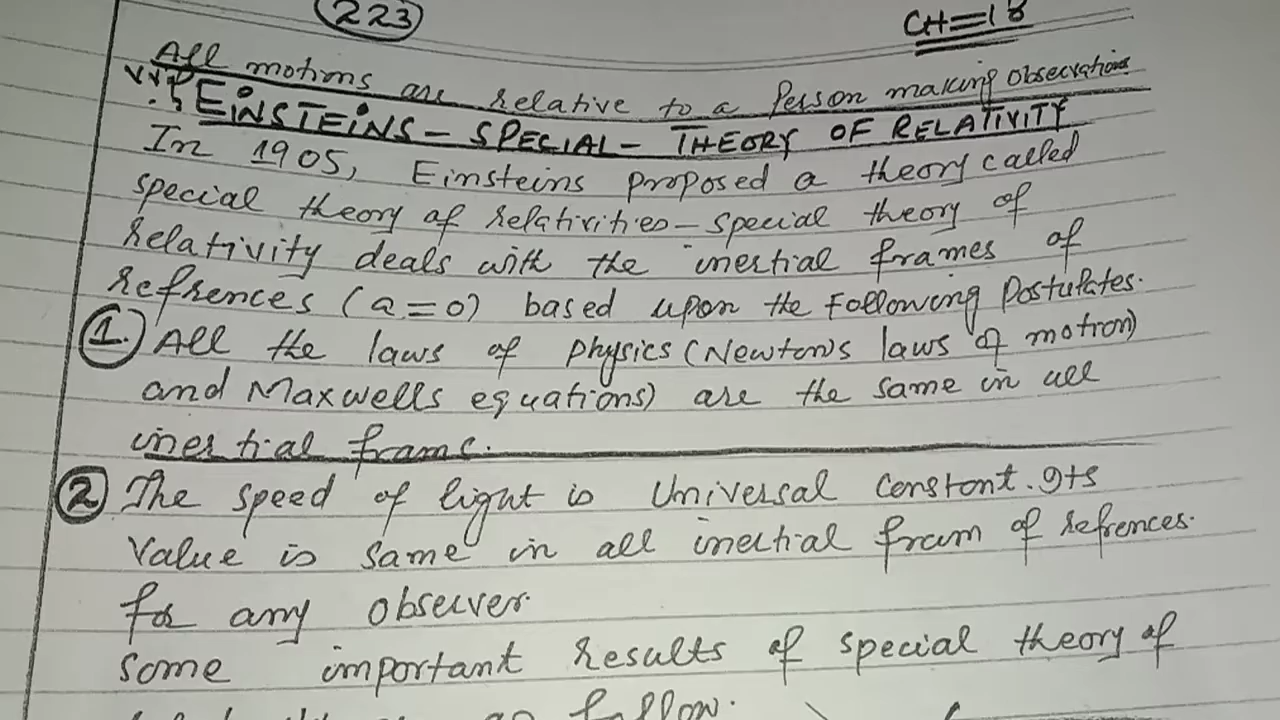 223
CH=18
All motions are relative to a Person making observations
EINSTEINS - SPECIAL - THEORY OF RELATIVITY
In 1905, Einsteins proposed a theory called
special theory of relativities - special theory of
relativity deals with the inertial frames of
refrences (a=0) based upon the Following Postulates.
1. All the laws of physics (Newton's laws of motion)
and Maxwells equations) are the same in all
inertial frame.
2 The speed of light is Universal constont. Its
Value is same in all inertial fram of refrences.
for any observer.
some important results of special theory of
as follow.